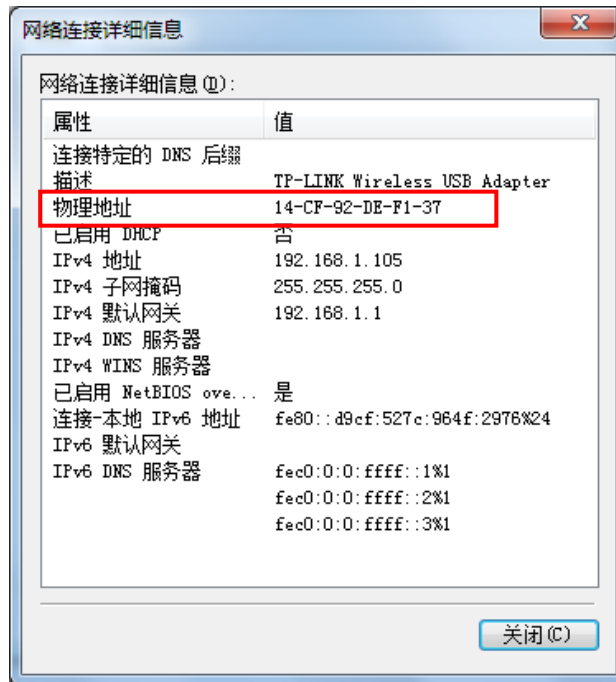 网络连接详细信息
网络连接详细信息(D):
属性 值
连接特定的 DNS 后缀
描述 TP-LINK Wireless USB Adapter
物理地址 14-CF-92-DE-F1-37
已启用 DHCP 否
IPv4 地址 192.168.1.105
IPv4 子网掩码 255.255.255.0
IPv4 默认网关 192.168.1.1
IPv4 DNS 服务器
IPv4 WINS 服务器
已启用 NetBIOS ove... 是
连接-本地 IPv6 地址 fe80::d9cf:527c:964f:2976%24
IPv6 默认网关
IPv6 DNS 服务器 fec0:0:0:ffff::1%1
fec0:0:0:ffff::2%1
fec0:0:0:ffff::3%1
关闭(C)